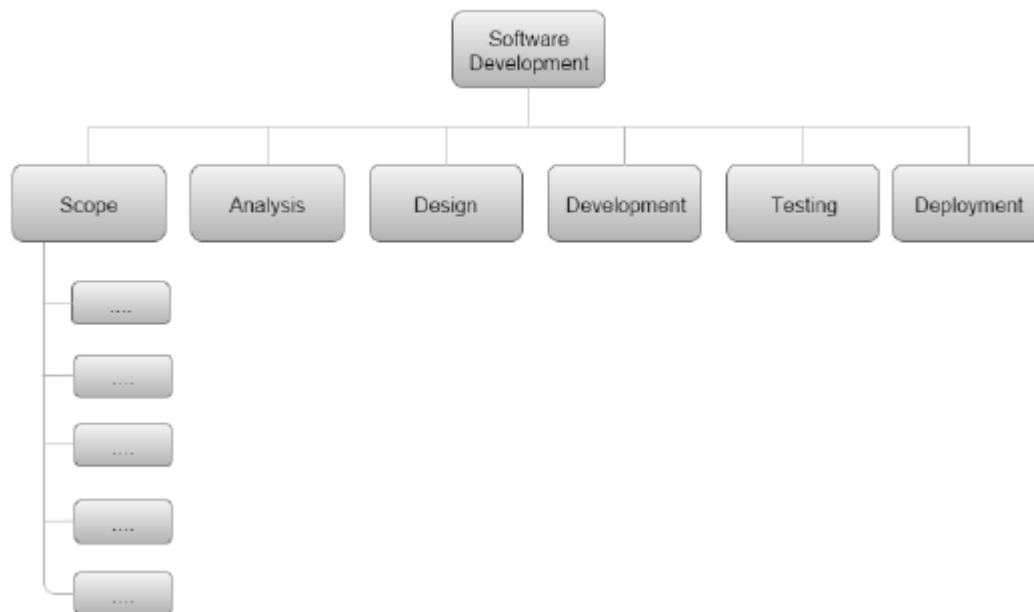 Software
Development
Scope
Analysis
Design
Development
Testing
Deployment
....
....
....
....
....